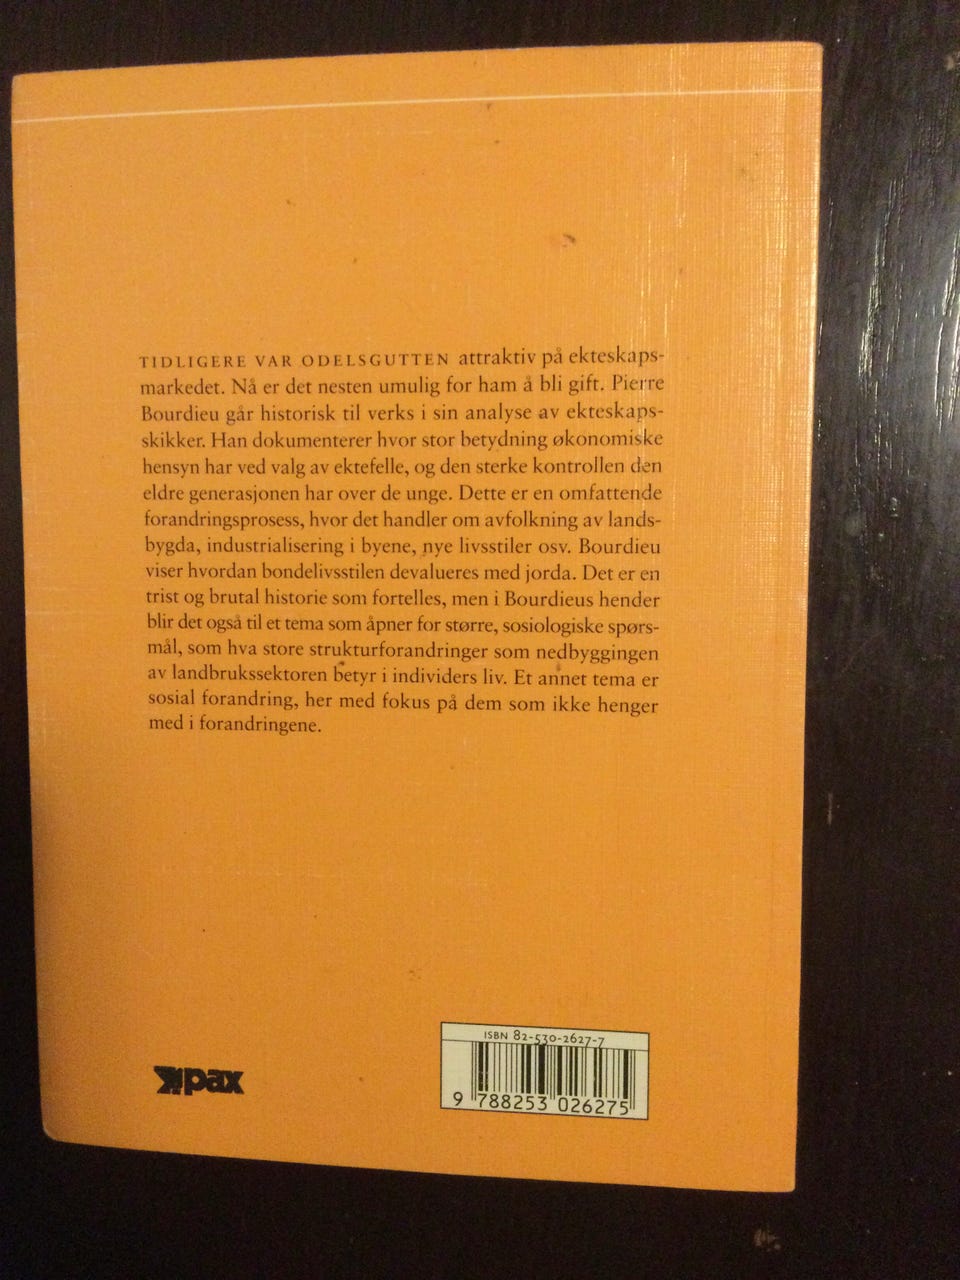 TIDLIGERE VAR ODELSGUTTEN attraktiv på ekteskaps-
markedet. Nå er det nesten umulig for ham å bli gift. Pierre
Bourdieu går historisk til verks i sin analyse av ekteskaps-
skikker. Han dokumenterer hvor stor betydning økonomiske
hensyn har ved valg av ektefelle, og den sterke kontrollen den
eldre generasjonen har over de unge. Dette er en omfattende
forandringsprosess, hvor det handler om avfolkning av lands-
bygda, industrialisering i byene, nye livsstiler osv. Bourdieu
viser hvordan bondelivsstilen devalueres med jorda. Det er en
trist og brutal historie som fortelles, men i Bourdieus hender
blir det også til et tema som åpner for større, sosiologiske spørs-
mål, som hva store strukturforandringer som nedbyggingen
av landbrukssektoren betyr i individers liv. Et annet tema er
sosial forandring, her med fokus på dem som ikke henger
med i forandringene.
pax
ISBN 82-530-2627-7
9 788253 026275